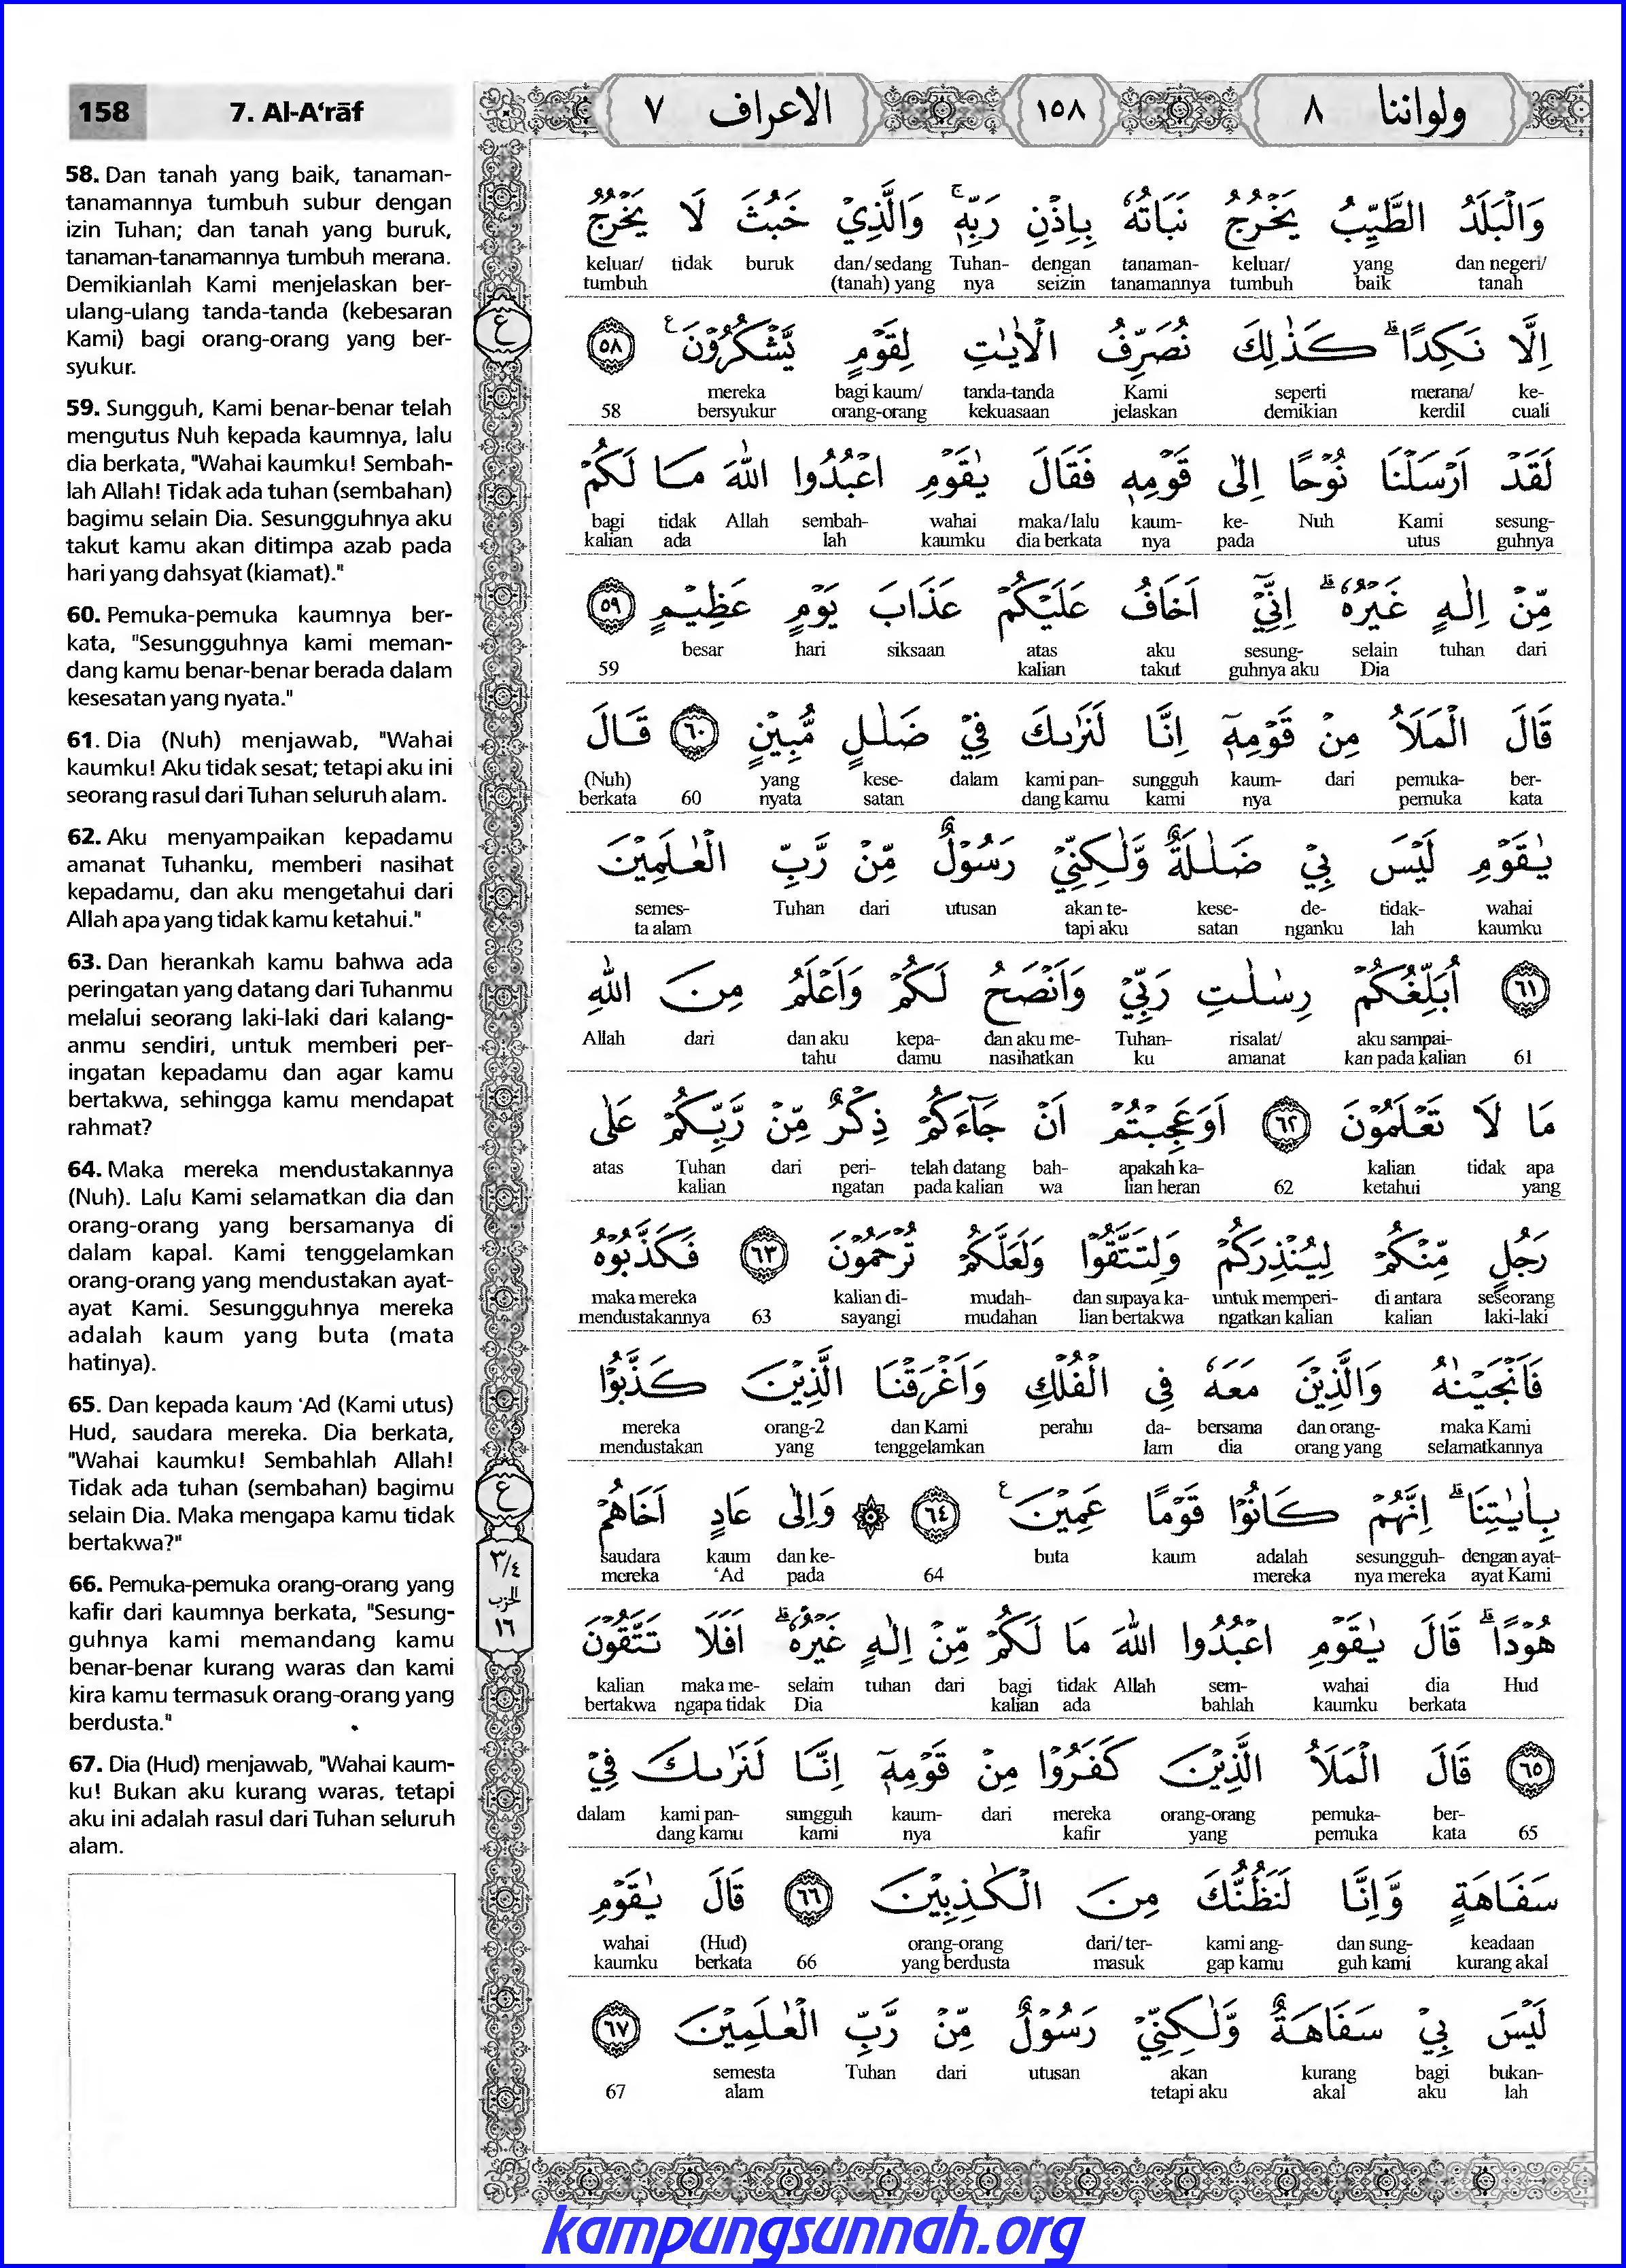 158 7. Al-A'rāf
الاعراف ٧ ١٥٨ ولواننا ٨
58. Dan tanah yang baik, tanaman-
tanamannya tumbuh subur dengan
izin Tuhan; dan tanah yang buruk,
tanaman-tanamannya tumbuh merana.
Demikianlah Kami menjelaskan ber-
ulang-ulang tanda-tanda (kebesaran
Kami) bagi orang-orang yang ber-
syukur.
59. Sungguh, Kami benar-benar telah
mengutus Nuh kepada kaumnya, lalu
dia berkata, "Wahai kaumku! Sembah-
lah Allah! Tidak ada tuhan (sembahan)
bagimu selain Dia. Sesungguhnya aku
takut kamu akan ditimpa azab pada
hari yang dahsyat (kiamat)."
60. Pemuka-pemuka kaumnya ber-
kata, "Sesungguhnya kami meman-
dang kamu benar-benar berada dalam
kesesatan yang nyata."
61. Dia (Nuh) menjawab, "Wahai
kaumku! Aku tidak sesat; tetapi aku ini
seorang rasul dari Tuhan seluruh alam.
62. Aku menyampaikan kepadamu
amanat Tuhanku, memberi nasihat
kepadamu, dan aku mengetahui dari
Allah apa yang tidak kamu ketahui."
63. Dan herankah kamu bahwa ada
peringatan yang datang dari Tuhanmu
melalui seorang laki-laki dari kalang-
anmu sendiri, untuk memberi per-
ingatan kepadamu dan agar kamu
bertakwa, sehingga kamu mendapat
rahmat?
64. Maka mereka mendustakannya
(Nuh). Lalu Kami selamatkan dia dan
orang-orang yang bersamanya di
dalam kapal. Kami tenggelamkan
orang-orang yang mendustakan ayat-
ayat Kami. Sesungguhnya mereka
adalah kaum yang buta (mata
hatinya).
65. Dan kepada kaum 'Ad (Kami utus)
Hud, saudara mereka. Dia berkata,
"Wahai kaumku! Sembahlah Allah!
Tidak ada tuhan (sembahan) bagimu
selain Dia. Maka mengapa kamu tidak
bertakwa?"
66. Pemuka-pemuka orang-orang yang
kafir dari kaumnya berkata, "Sesung-
guhnya kami memandang kamu
benar-benar kurang waras dan kami
kira kamu termasuk orang-orang yang
berdusta."
67. Dia (Hud) menjawab, "Wahai kaum-
ku! Bukan aku kurang waras, tetapi
aku ini adalah rasul dari Tuhan seluruh
alam.
ع
ع
٣/٤
الحزب
١٦
وَالْبَلَدُ الطَّيِّبُ يَخْرُجُ نَبَاتُهٗ بِاِذْنِ رَبِّهٖۚ وَالَّذِيْ خَبُثَ لَا يَخْرُجُ
keluar/ tidak buruk dan/sedang Tuhan- dengan tanaman- keluar/ yang dan negeri/
tumbuh (tanah) yang nya seizin tanamannya tumbuh baik tanah
اِلَّا نَكِدًاۗ كَذٰلِكَ نُصَرِّفُ الْاٰيٰتِ لِقَوْمٍ يَّشْكُرُوْنَ ࣖ ٥٨
mereka bagi kaum/ tanda-tanda Kami seperti merana/ ke-
58 bersyukur orang-orang kekuasaan jelaskan demikian kerdil cuali
لَقَدْ اَرْسَلْنَا نُوْحًا اِلٰى قَوْمِهٖ فَقَالَ يٰقَوْمِ اعْبُدُوا اللّٰهَ مَا لَكُمْ
bagi tidak Allah sembah- wahai maka/lalu kaum- ke- Nuh Kami sesung-
kalian ada lah kaumku dia berkata nya pada utus guhnya
مِّنْ اِلٰهٍ غَيْرُهٗۗ اِنِّيْٓ اَخَافُ عَلَيْكُمْ عَذَابَ يَوْمٍ عَظِيْمٍ ٥٩
besar hari siksaan atas aku sesung- selain tuhan dari
59 kalian takut guhnya aku Dia
قَالَ الْمَلَاُ مِنْ قَوْمِهٖٓ اِنَّا لَنَرٰىكَ فِيْ ضَلٰلٍ مُّبِيْنٍ ٦٠ قَالَ
(Nuh) yang kese- dalam kami pan- sungguh kaum- dari pemuka- ber-
berkata 60 nyata satan dang kamu kami nya pemuka kata
يٰقَوْمِ لَيْسَ بِيْ ضَلٰلَةٌ وَّلٰكِنِّيْ رَسُوْلٌ مِّنْ رَّبِّ الْعٰلَمِيْنَ
semes- Tuhan dari utusan akan te- kese- de- tidak- wahai
ta alam tapi aku satan nganku lah kaumku
٦١ اُبَلِّغُكُمْ رِسٰلٰتِ رَبِّيْ وَاَنْصَحُ لَكُمْ وَاَعْلَمُ مِنَ اللّٰهِ
Allah dari dan aku kepa- dan aku me- Tuhan- risalat/ aku sampai-
tahu damu nasihatkan ku amanat kan pada kalian 61
مَا لَا تَعْلَمُوْنَ ٦٢ اَوَعَجِبْتُمْ اَنْ جَاۤءَكُمْ ذِكْرٌ مِّنْ رَّبِّكُمْ عَلٰى
atas Tuhan dari peri- telah datang bah- apakah ka- kalian tidak apa
kalian ngatan pada kalian wa lian heran 62 ketahui yang
رَجُلٍ مِّنْكُمْ لِيُنْذِرَكُمْ وَلِتَتَّقُوْا وَلَعَلَّكُمْ تُرْحَمُوْنَ ٦٣ فَكَذَّبُوْهُ
maka mereka kalian di- mudah- dan supaya ka- untuk memperi- di antara seseorang
mendustakannya 63 sayangi mudahan lian bertakwa ngatkan kalian kalian laki-laki
فَاَنْجَيْنٰهُ وَالَّذِيْنَ مَعَهٗ فِى الْفُلْكِ وَاَغْرَقْنَا الَّذِيْنَ كَذَّبُوْا
mereka orang-2 dan Kami perahu da- bersama dan orang- maka Kami
mendustakan yang tenggelamkan lam dia orang yang selamatkannya
بِاٰيٰتِنَاۗ اِنَّهُمْ كَانُوْا قَوْمًا عَمِيْنَ ࣖ ٦٤ ۞ وَاِلٰى عَادٍ اَخَاهُمْ
saudara kaum dan ke- buta kaum adalah sesungguh- dengan ayat-
mereka 'Ad pada 64 mereka nya mereka ayat Kami
هُوْدًاۗ قَالَ يٰقَوْمِ اعْبُدُوا اللّٰهَ مَا لَكُمْ مِّنْ اِلٰهٍ غَيْرُهٗۗ اَفَلَا تَتَّقُوْنَ
kalian maka me- selain tuhan dari bagi tidak Allah sem- wahai dia Hud
bertakwa ngapa tidak Dia kalian ada bahlah kaumku berkata
٦٥ قَالَ الْمَلَاُ الَّذِيْنَ كَفَرُوْا مِنْ قَوْمِهٖٓ اِنَّا لَنَرٰىكَ فِيْ
dalam kami pan- sungguh kaum- dari mereka orang-orang pemuka- ber-
dang kamu kami nya kafir yang pemuka kata 65
سَفَاهَةٍ وَّاِنَّا لَنَظُنُّكَ مِنَ الْكٰذِبِيْنَ ٦٦ قَالَ يٰقَوْمِ
wahai (Hud) orang-orang dari/ter- kami ang- dan sung- keadaan
kaumku berkata 66 yang berdusta masuk gap kamu guh kami kurang akal
لَيْسَ بِيْ سَفَاهَةٌ وَّلٰكِنِّيْ رَسُوْلٌ مِّنْ رَّبِّ الْعٰلَمِيْنَ ٦٧
semesta Tuhan dari utusan akan kurang bagi bukan-
67 alam tetapi aku akal aku lah
kampungsunnah.org